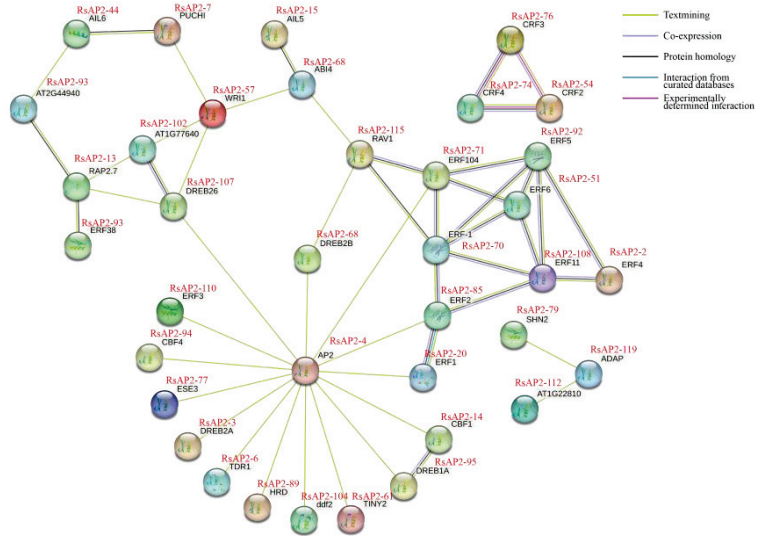 RsAP2-44
AIL6
RsAP2-7
PUCHI
RsAP2-15
AIL5
RsAP2-76
CRF3
Textmining
Co-expression
Protein homology
Interaction from
curated databases
Experimentally
determined interaction
RsAP2-93
AT2G44940
RsAP2-57
WRI1
RsAP2-68
ABI4
RsAP2-74
CRF4
RsAP2-54
CRF2
RsAP2-102
AT1G77640
RsAP2-115
RAV1
RsAP2-71
ERF104
RsAP2-92
ERF5
RsAP2-13
RAP2.7
RsAP2-107
DREB26
ERF6
RsAP2-51
RsAP2-93
ERF38
RsAP2-68
DREB2B
ERF-1
RsAP2-70
RsAP2-108
ERF11
RsAP2-2
ERF4
RsAP2-110
ERF3
RsAP2-85
ERF2
RsAP2-79
SHN2
RsAP2-94
CBF4
RsAP2-4
AP2
RsAP2-20
ERF1
RsAP2-119
ADAP
RsAP2-77
ESE3
RsAP2-112
AT1G22810
RsAP2-3
DREB2A
RsAP2-14
CBF1
RsAP2-6
TDR1
RsAP2-95
DREB1A
RsAP2-89
HRD
RsAP2-104
ddf2
RsAP2-61
TINY2